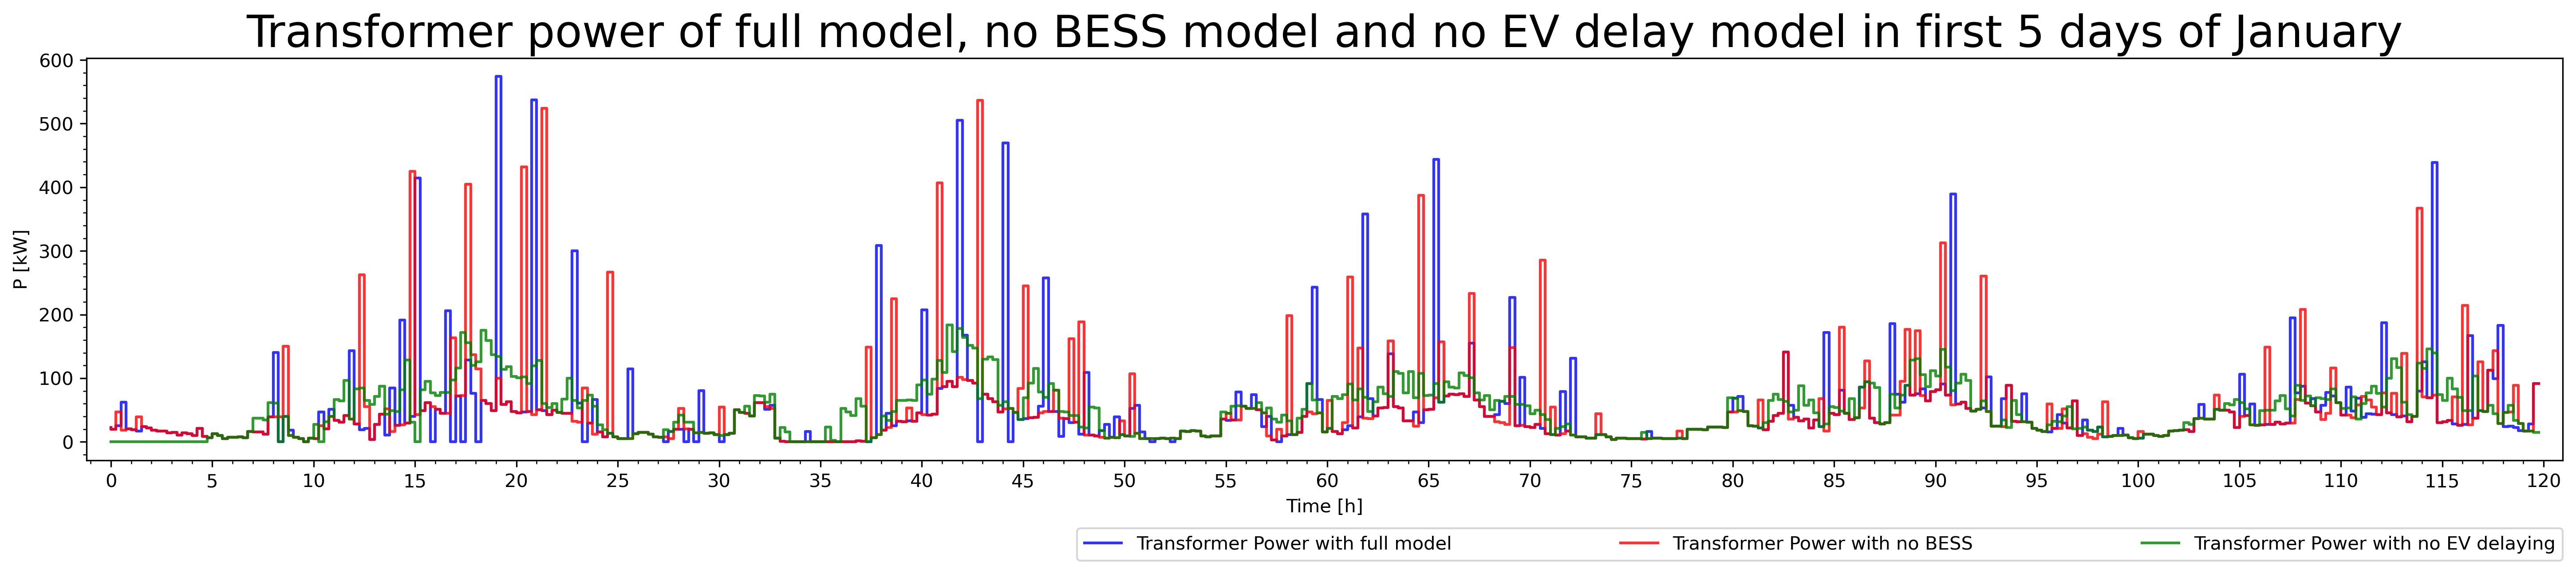 Transformer power of full model, no BESS model and no EV delay model in first 5 days of January
600
500
400
300
200
100
0
P [kW]
0 5 10 15 20 25 30 35 40 45 50 55 60 65 70 75 80 85 90 95 100 105 110 115 120
Time [h]
Transformer Power with full model Transformer Power with no BESS Transformer Power with no EV delaying